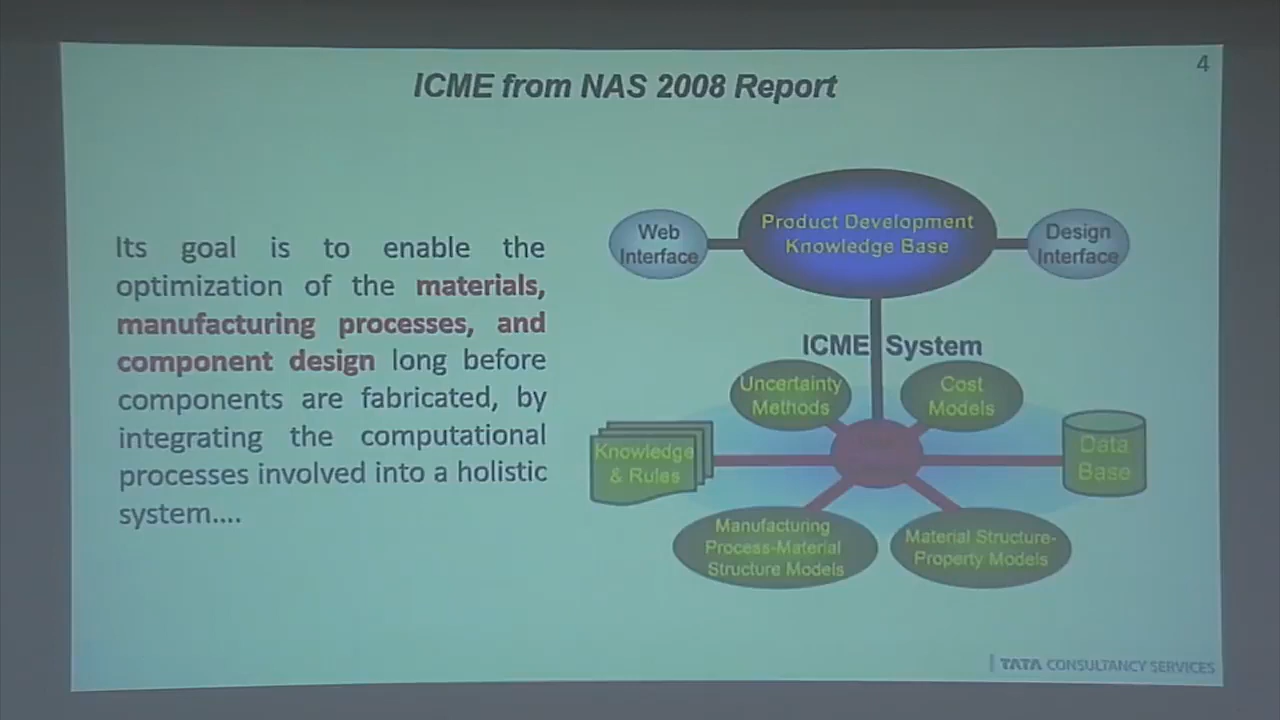 4
ICME from NAS 2008 Report
Its goal is to enable the
optimization of the materials,
manufacturing processes, and
component design long before
components are fabricated, by
integrating the computational
processes involved into a holistic
system....
Web
Interface
Product Development
Knowledge Base
Design
Interface
ICME System
Uncertainty
Methods
Cost
Models
Knowledge
& Rules
Data
Base
Manufacturing
Process-Material
Structure Models
Material Structure-
Property Models
TATA CONSULTANCY SERVICES